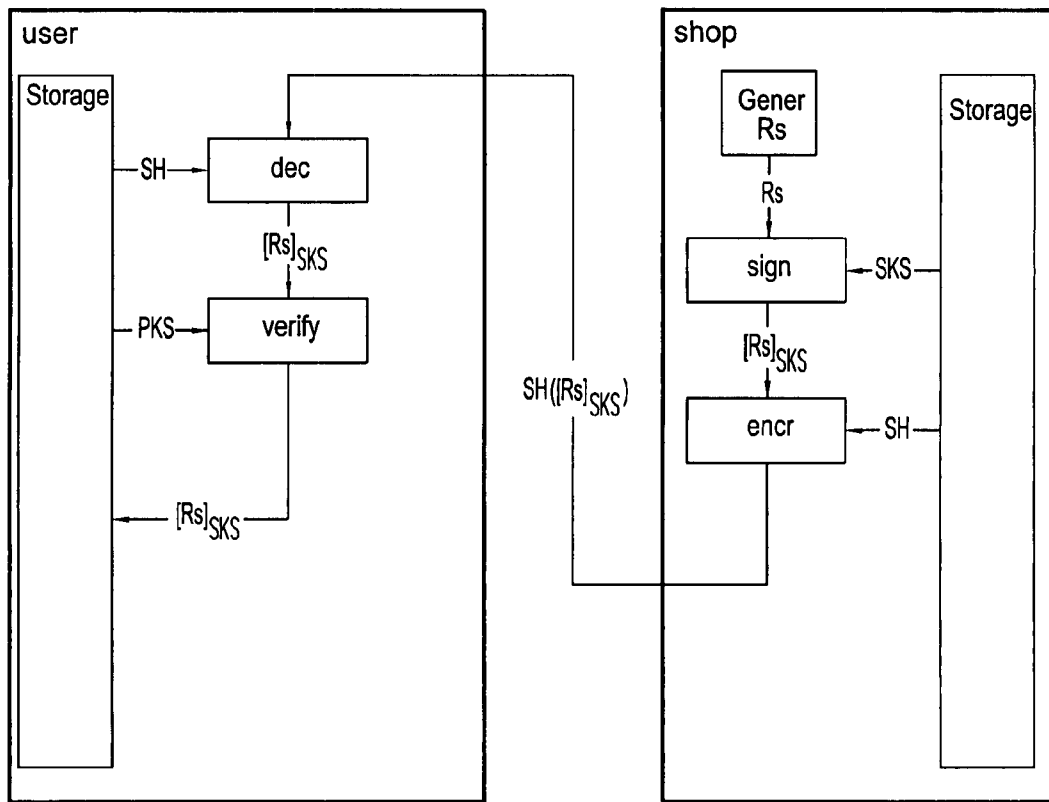 user
Storage
SH
dec
[Rs]SKS
PKS
verify
[Rs]SKS
SH([Rs]SKS)
shop
Gener
Rs
Storage
Rs
sign
SKS
[Rs]SKS
encr
SH